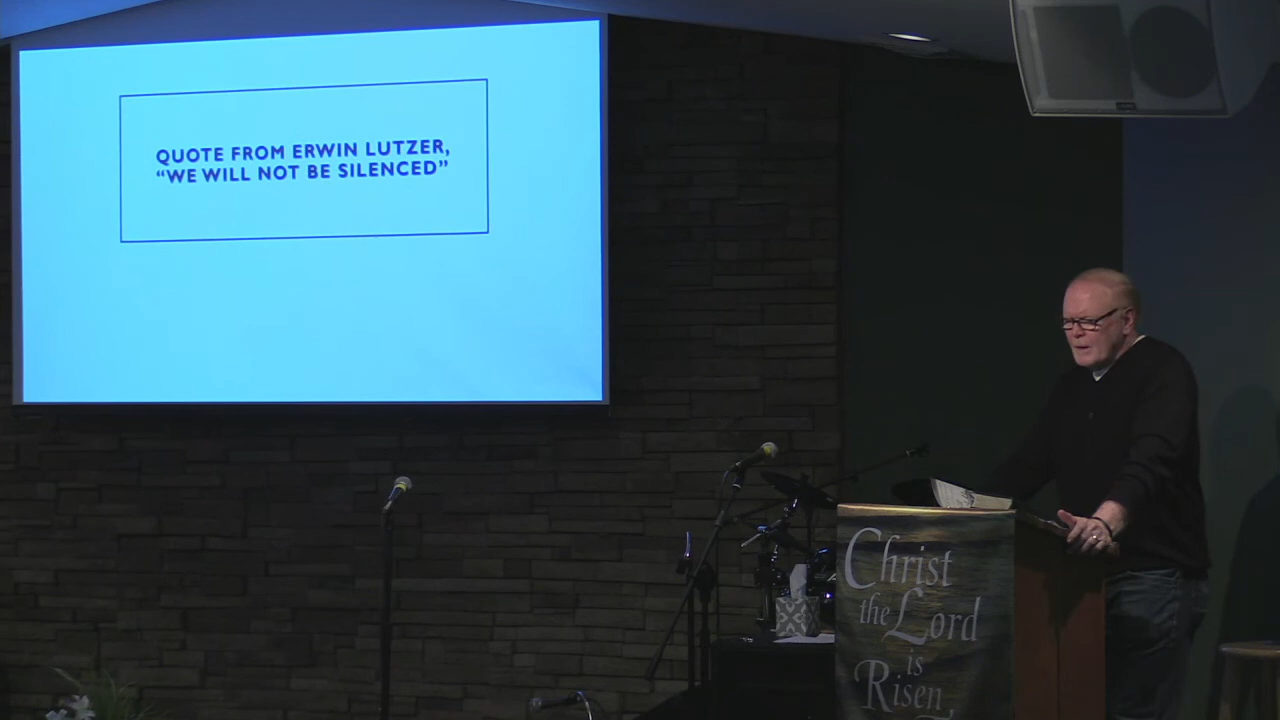 QUOTE FROM ERWIN LUTZER,
“WE WILL NOT BE SILENCED”
Christ
the Lord
is
Risen,